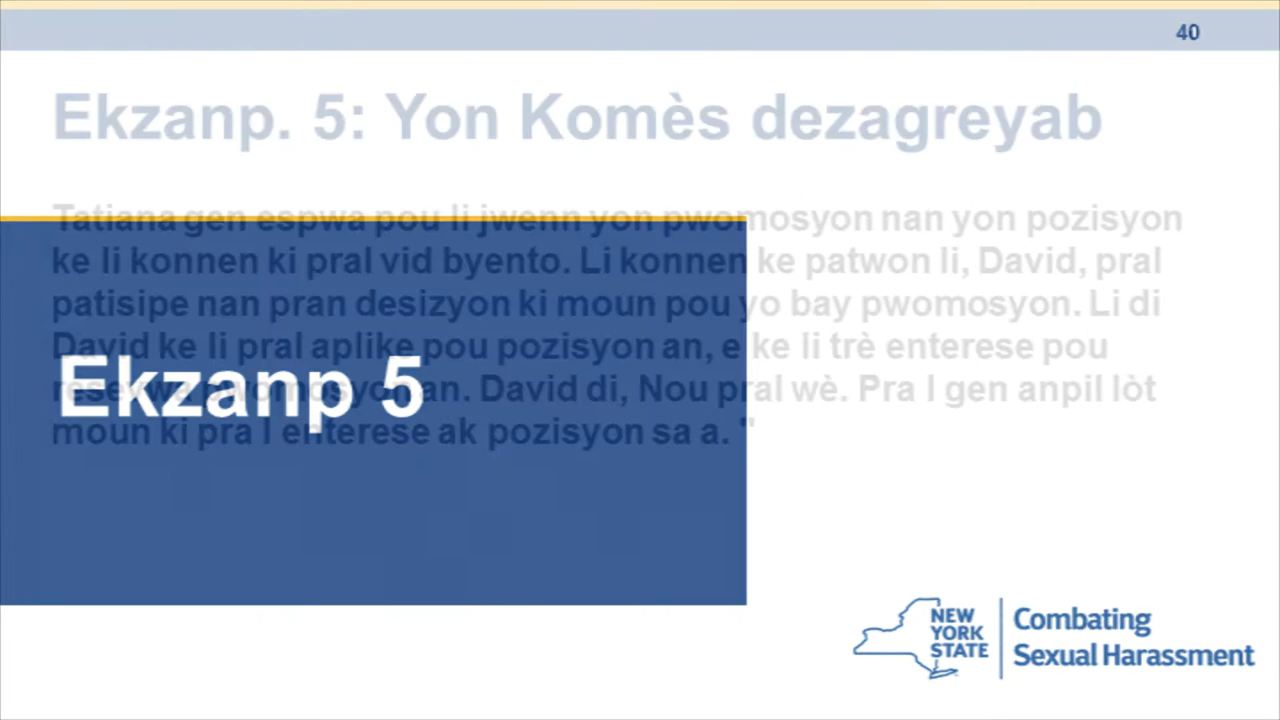 40
Ekzanp. 5: Yon Komès dezagreyab
Tatiana gen espwa pou li jwenn yon pwomosyon nan yon pozisyon
ke li konnen ki pral vid byento. Li konnen ke patwon li, David, pral
patisipe nan pran desizyon ki moun pou yo bay pwomosyon. Li di
David ke li pral aplike pou pozisyon an, e ke li trè enterese pou
resevwa pwomosyon an. David di, Nou pral wè. Pra l gen anpil lòt
moun ki pra l enterese ak pozisyon sa a. "
Ekzanp 5
NEW
YORK
STATE
Combating
Sexual Harassment